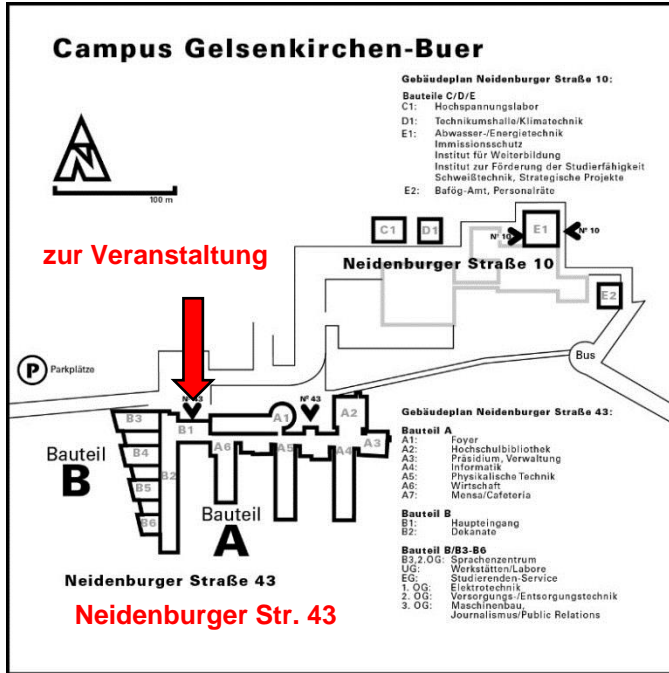 Campus Gelsenkirchen-Buer
Gebäudeplan Neidenburger Straße 10:
Bauteile C/D/E
C1: Hochspannungslabor
D1: Technikumshalle/Klimatechnik
E1: Abwasser-/Energietechnik
Immissionsschutz
Institut für Weiterbildung
Institut zur Förderung der Studierfähigkeit
Schweißtechnik, Strategische Projekte
E2: Bafög-Amt, Personalräte
N
100 m
C1
D1
E1
N° 10
N° 10
zur Veranstaltung
Neidenburger Straße 10
E2
Bus
P Parkplätze
N° 43
N° 43
B3
B1
A1
A2
B4
B2
A6
A5
A4
A3
B5
B6
Bauteil
B
Bauteil
A
Neidenburger Straße 43
Neidenburger Str. 43
Gebäudeplan Neidenburger Straße 43:
Bauteil A
A1: Foyer
A2: Hochschulbibliothek
A3: Präsidium, Verwaltung
A4: Informatik
A5: Physikalische Technik
A6: Wirtschaft
A7: Mensa/Cafeteria
Bauteil B
B1: Haupteingang
B2: Dekanate
Bauteil B/B3-B6
B3,2.OG: Sprachenzentrum
UG: Werkstätten/Labore
EG: Studierenden-Service
1. OG: Elektrotechnik
2. OG: Versorgungs-/Entsorgungstechnik
3. OG: Maschinenbau,
Journalismus/Public Relations